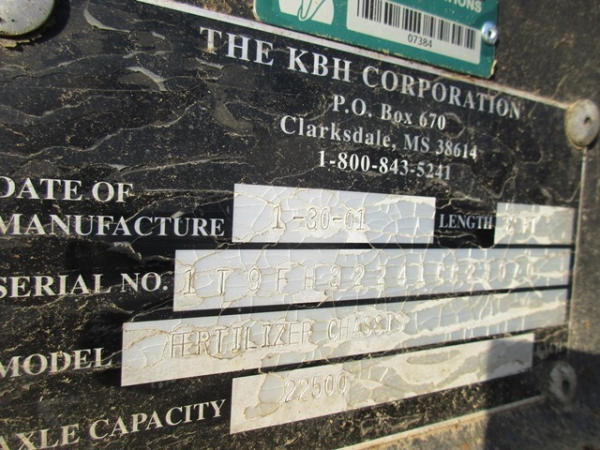 07384
THE KBH CORPORATION
P.O. Box 670
Clarksdale, MS 38614
1-800-843-5241
DATE OF
MANUFACTURE 1-30-01 LENGTH
SERIAL NO.
MODEL FERTILIZER CHASSIS
AXLE CAPACITY 22500